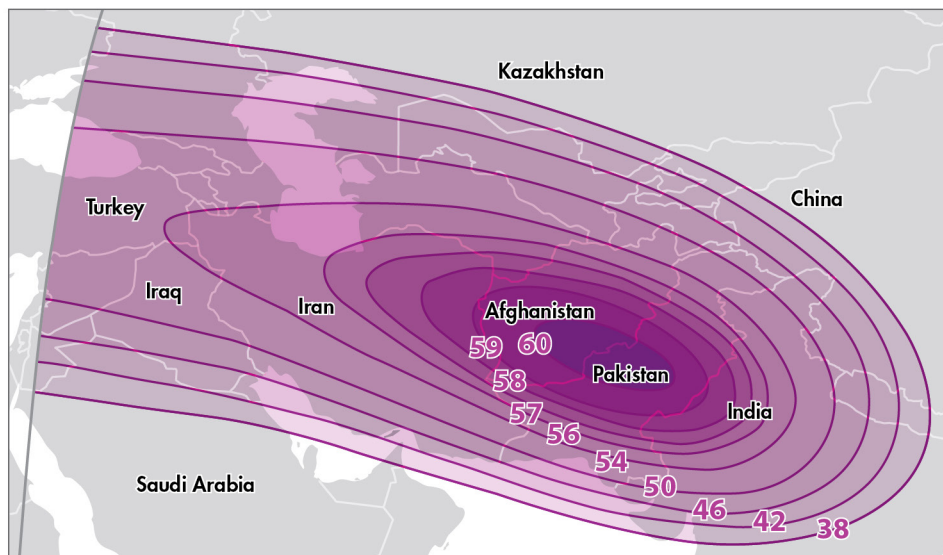 Kazakhstan
China
Turkey
Iraq
Iran
Afghanistan
59
60
Pakistan
58
India
57
56
54
50
Saudi Arabia
46
42
38